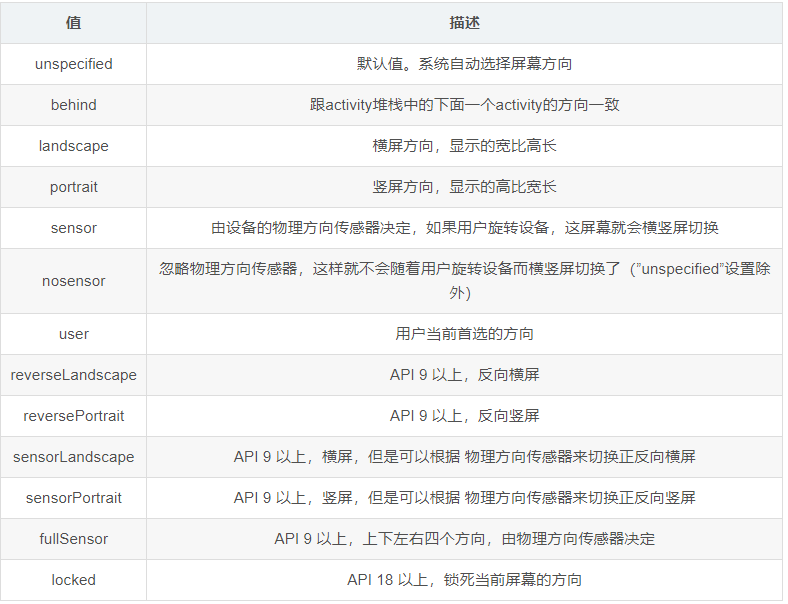 值 描述
unspecified 默认值。系统自动选择屏幕方向
behind 跟activity堆栈中的下面一个activity的方向一致
landscape 横屏方向，显示的宽比高长
portrait 竖屏方向，显示的高比宽长
sensor 由设备的物理方向传感器决定，如果用户旋转设备，这屏幕就会横竖屏切换
nosensor 忽略物理方向传感器，这样就不会随着用户旋转设备而横竖屏切换了（”unspecified”设置除
外）
user 用户当前首选的方向
reverseLandscape API 9 以上，反向横屏
reversePortrait API 9 以上，反向竖屏
sensorLandscape API 9 以上，横屏，但是可以根据 物理方向传感器来切换正反向横屏
sensorPortrait API 9 以上，竖屏，但是可以根据 物理方向传感器来切换正反向竖屏
fullSensor API 9 以上，上下左右四个方向，由物理方向传感器决定
locked API 18 以上，锁死当前屏幕的方向